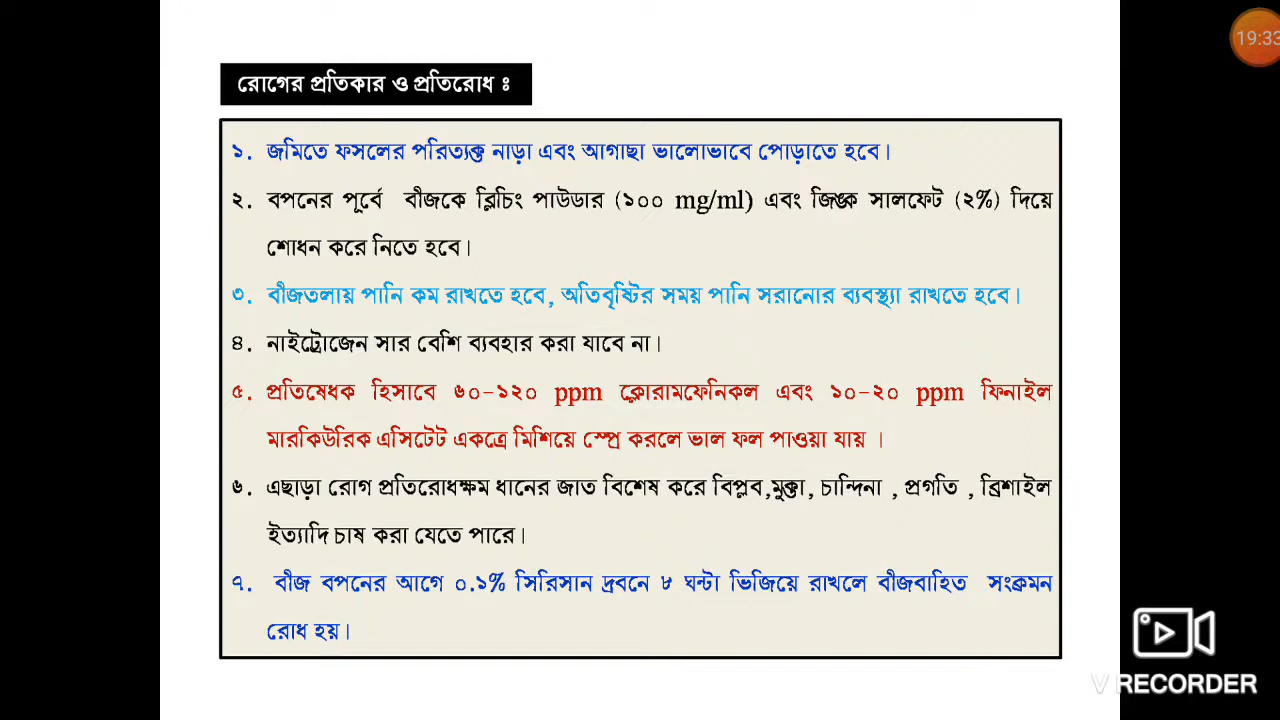 19:33
রোগের প্রতিকার ও প্রতিরোধ ঃ
১. জমিতে ফসলের পরিত্যক্ত নাড়া এবং আগাছা ভালোভাবে পোড়াতে হবে।
২. বপনের পূর্বে বীজকে ব্লিচিং পাউডার (১০০ mg/ml) এবং জিঙ্ক সালফেট (২%) দিয়ে
শোধন করে নিতে হবে।
৩. বীজতলায় পানি কম রাখতে হবে, অতিবৃষ্টির সময় পানি সরানোর ব্যবস্থ্যা রাখতে হবে।
৪. নাইট্রোজেন সার বেশি ব্যবহার করা যাবে না।
৫. প্রতিষেধক হিসাবে ৬০-১২০ ppm ক্লোরামফেনিকল এবং ১০-২০ ppm ফিনাইল
মারকিউরিক এসিটেট একত্রে মিশিয়ে স্প্রে করলে ভাল ফল পাওয়া যায় ।
৬. এছাড়া রোগ প্রতিরোধক্ষম ধানের জাত বিশেষ করে বিপ্লব,মুক্তা, চান্দিনা , প্রগতি , ব্রিশাইল
ইত্যাদি চাষ করা যেতে পারে।
৭. বীজ বপনের আগে ০.১% সিরিসান দ্রবনে ৮ ঘন্টা ভিজিয়ে রাখলে বীজবাহিত সংক্রমন
রোধ হয়।
V RECORDER